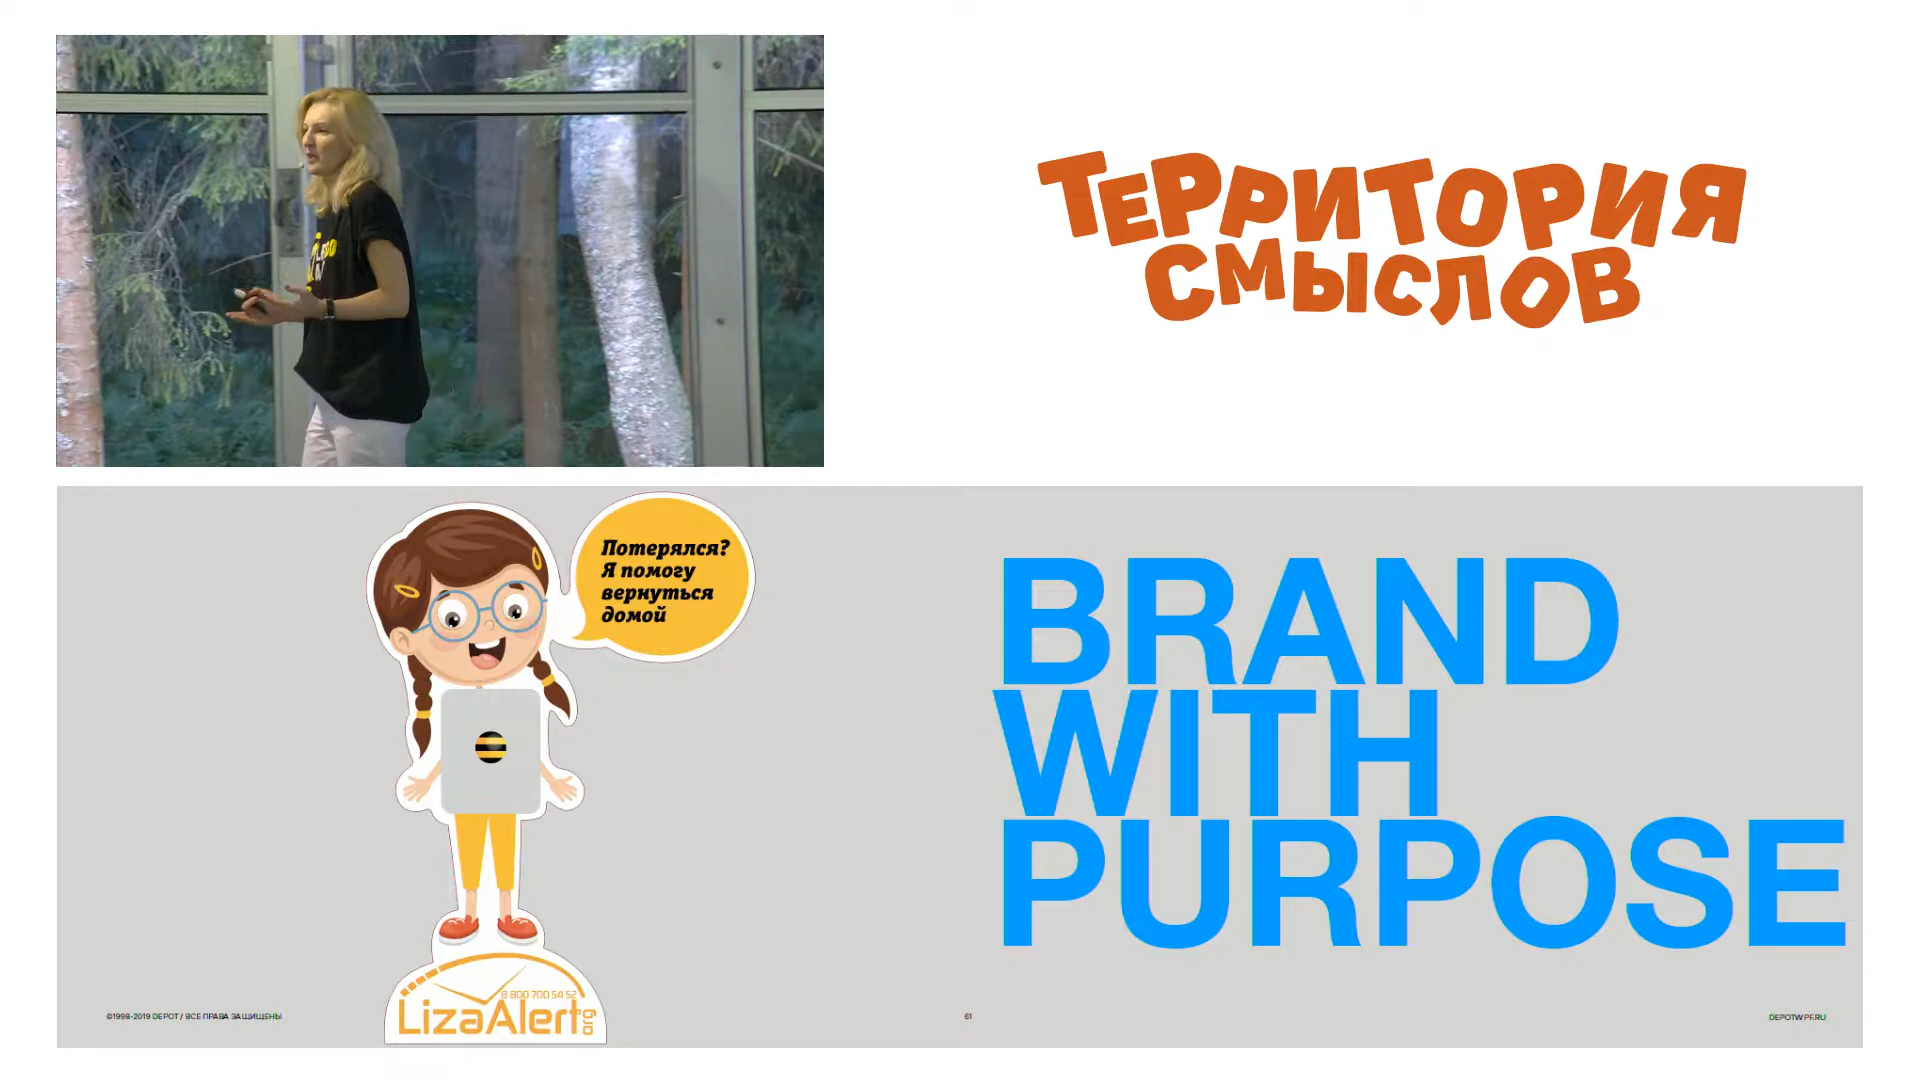 ТЕРРИТОРИЯ
СМЫСЛОВ
Потерялся?
Я помогу
вернуться
домой
BRAND
WITH
PURPOSE
8 800 700 54 52
LizaAlert.org
©1998-2019 DEPOT / ВСЕ ПРАВА ЗАЩИЩЕНЫ
61
DEPOTWPF.RU